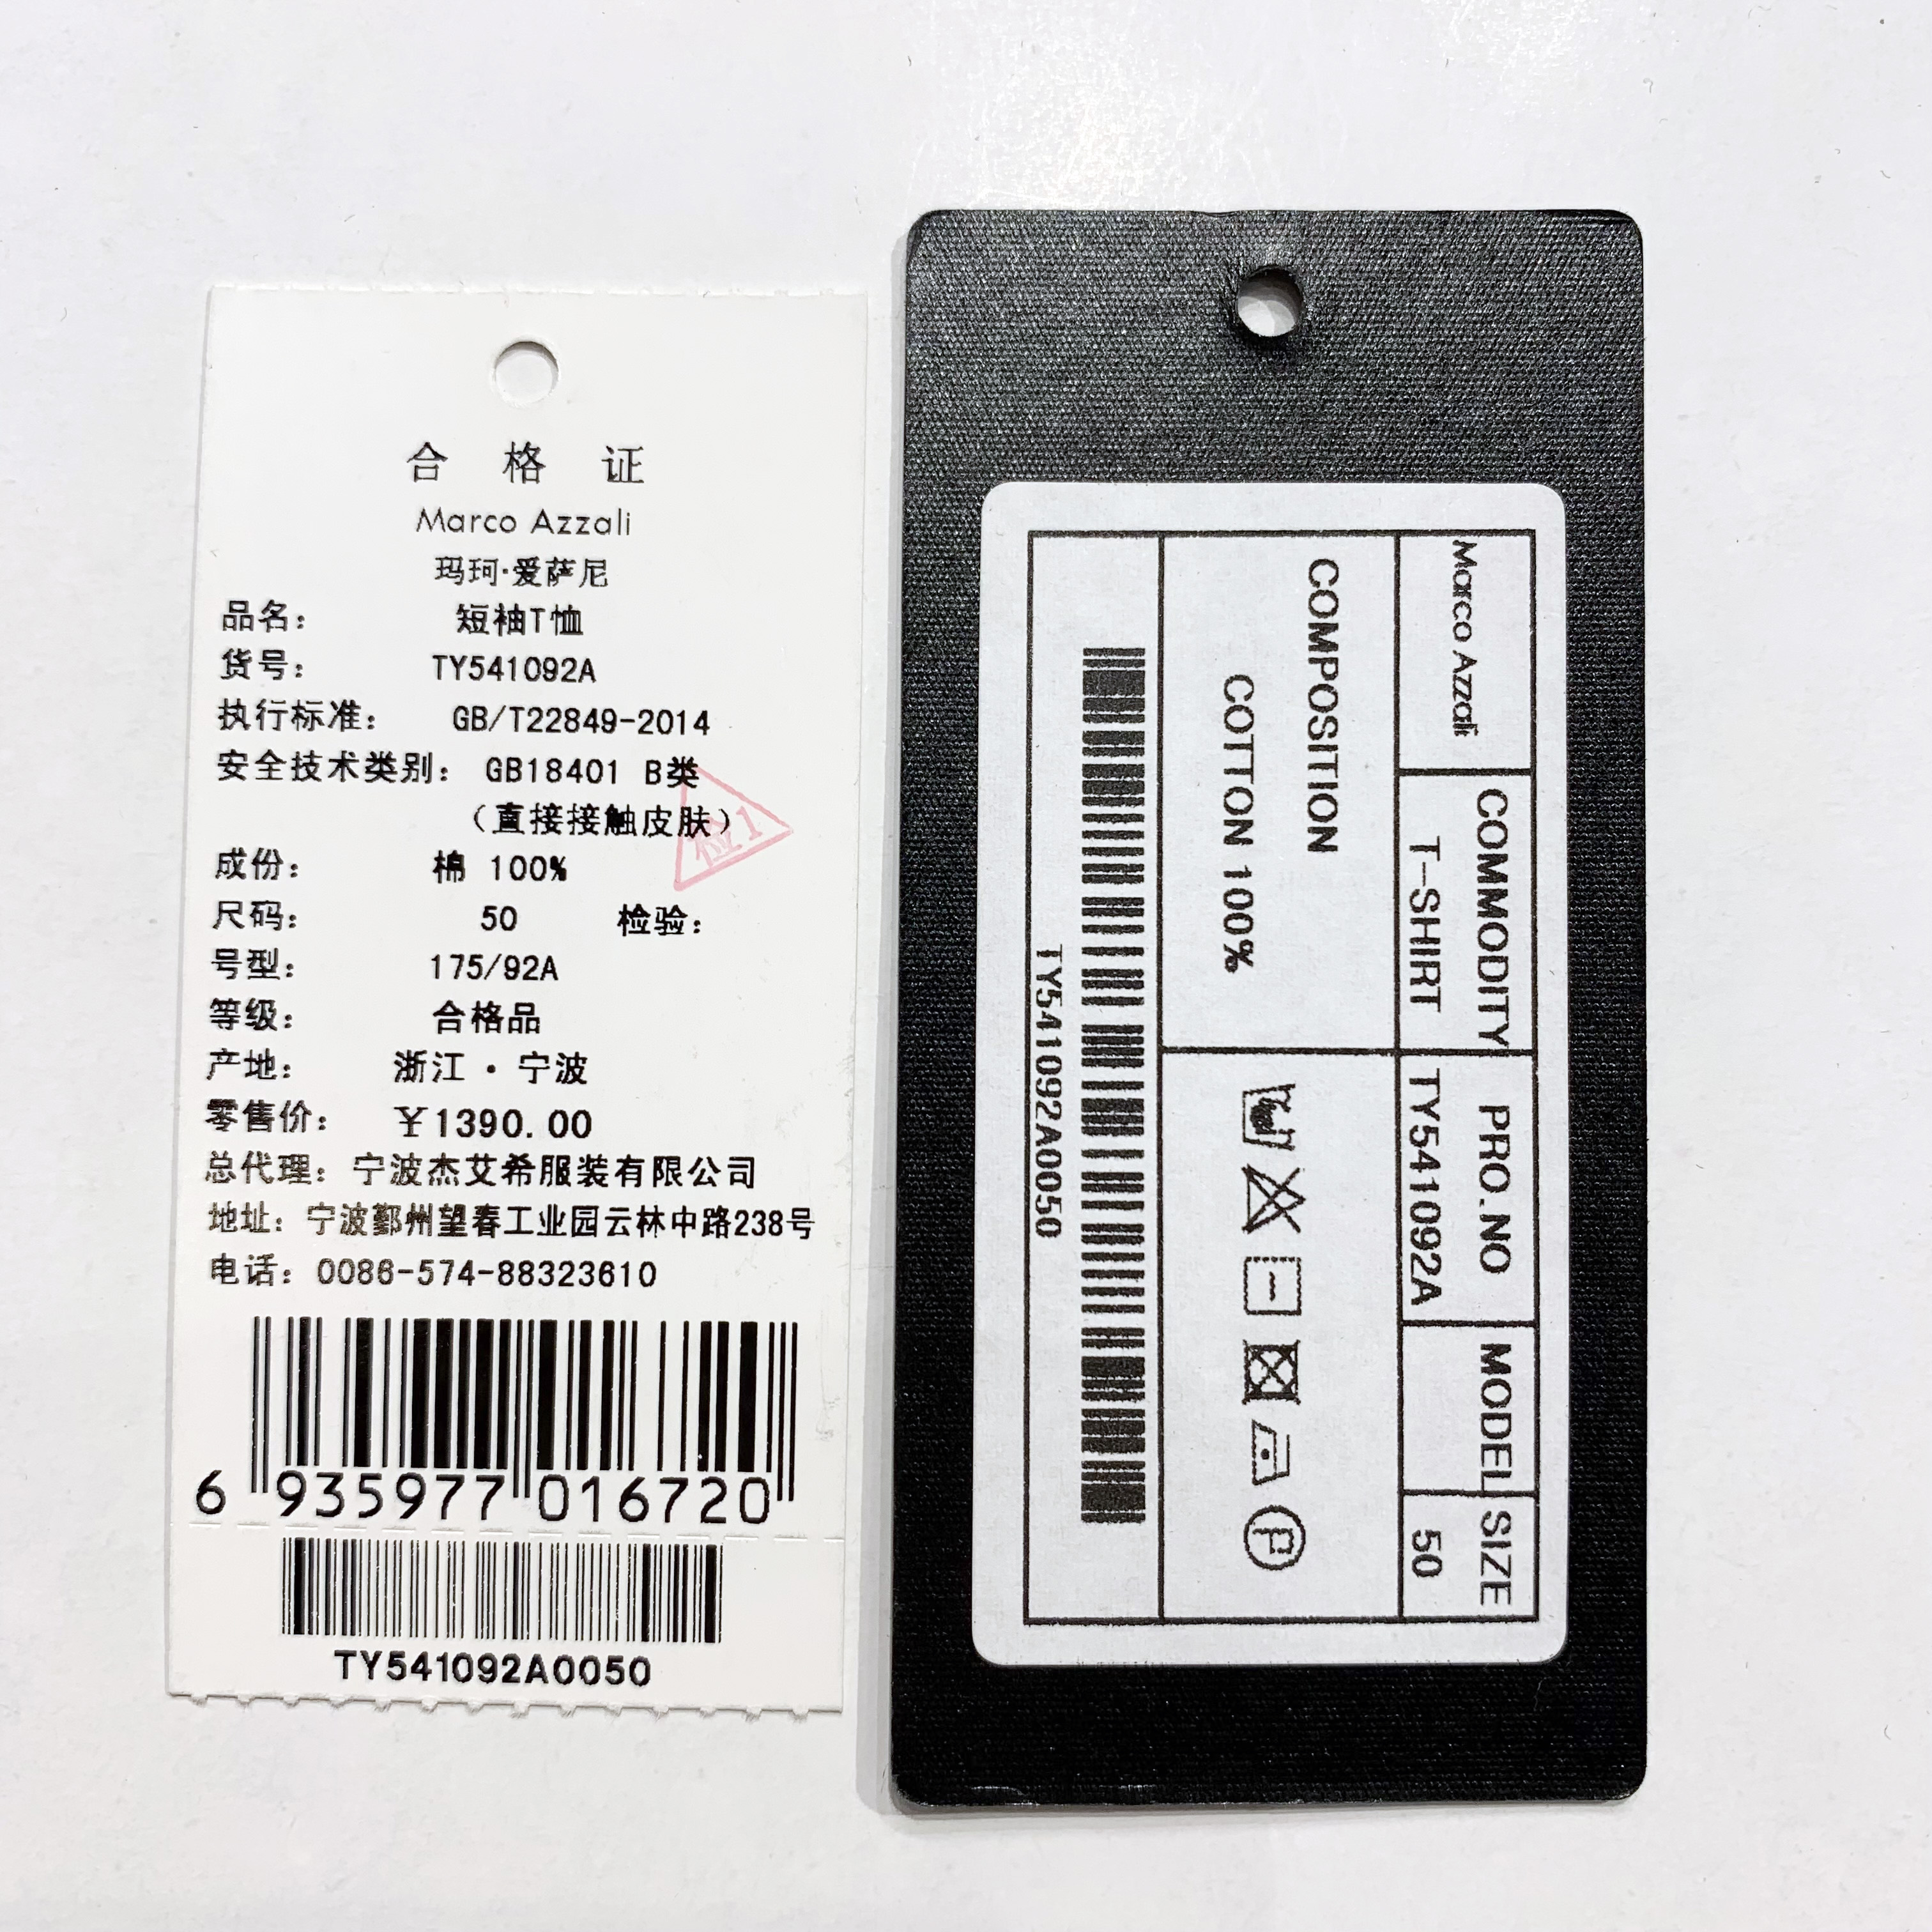 合 格 证
Marco Azzali
玛珂·爱萨尼
品名： 短袖T恤
货号： TY541092A
执行标准： GB/T22849-2014
安全技术类别： GB18401 B类
（直接接触皮肤）
检1
成份： 棉 100%
尺码： 50 检验：
号型： 175/92A
等级： 合格品
产地： 浙江·宁波
零售价： ¥1390.00
总代理：宁波杰艾希服装有限公司
地址：宁波鄞州望春工业园云林中路238号
电话：0086-574-88323610
6 935977 016720
TY541092A0050
Marco Azzali COMMODITY PRO.NO MODEL SIZE
T-SHIRT TY541092A 50
COMPOSITION
COTTON 100%
P
TY541092A0050